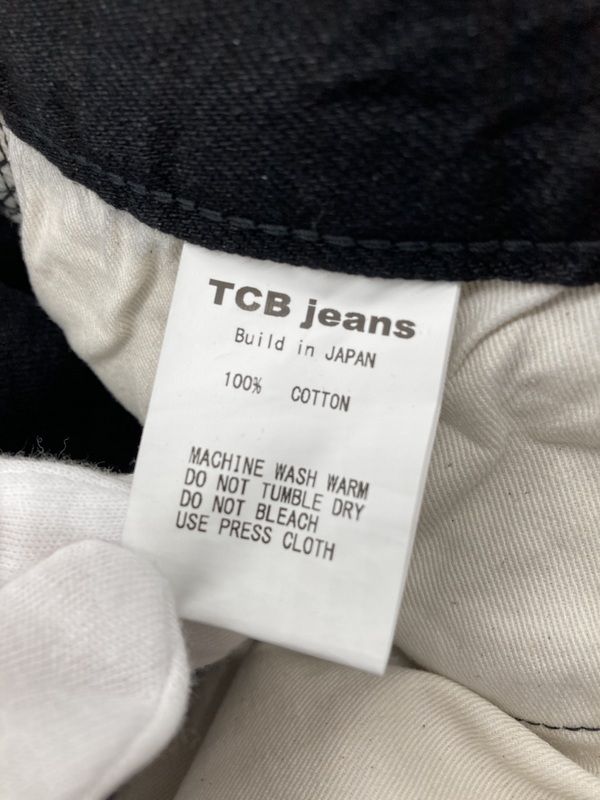 TCB jeans
Build in JAPAN
100% COTTON
MACHINE WASH WARM
DO NOT TUMBLE DRY
DO NOT BLEACH
USE PRESS CLOTH